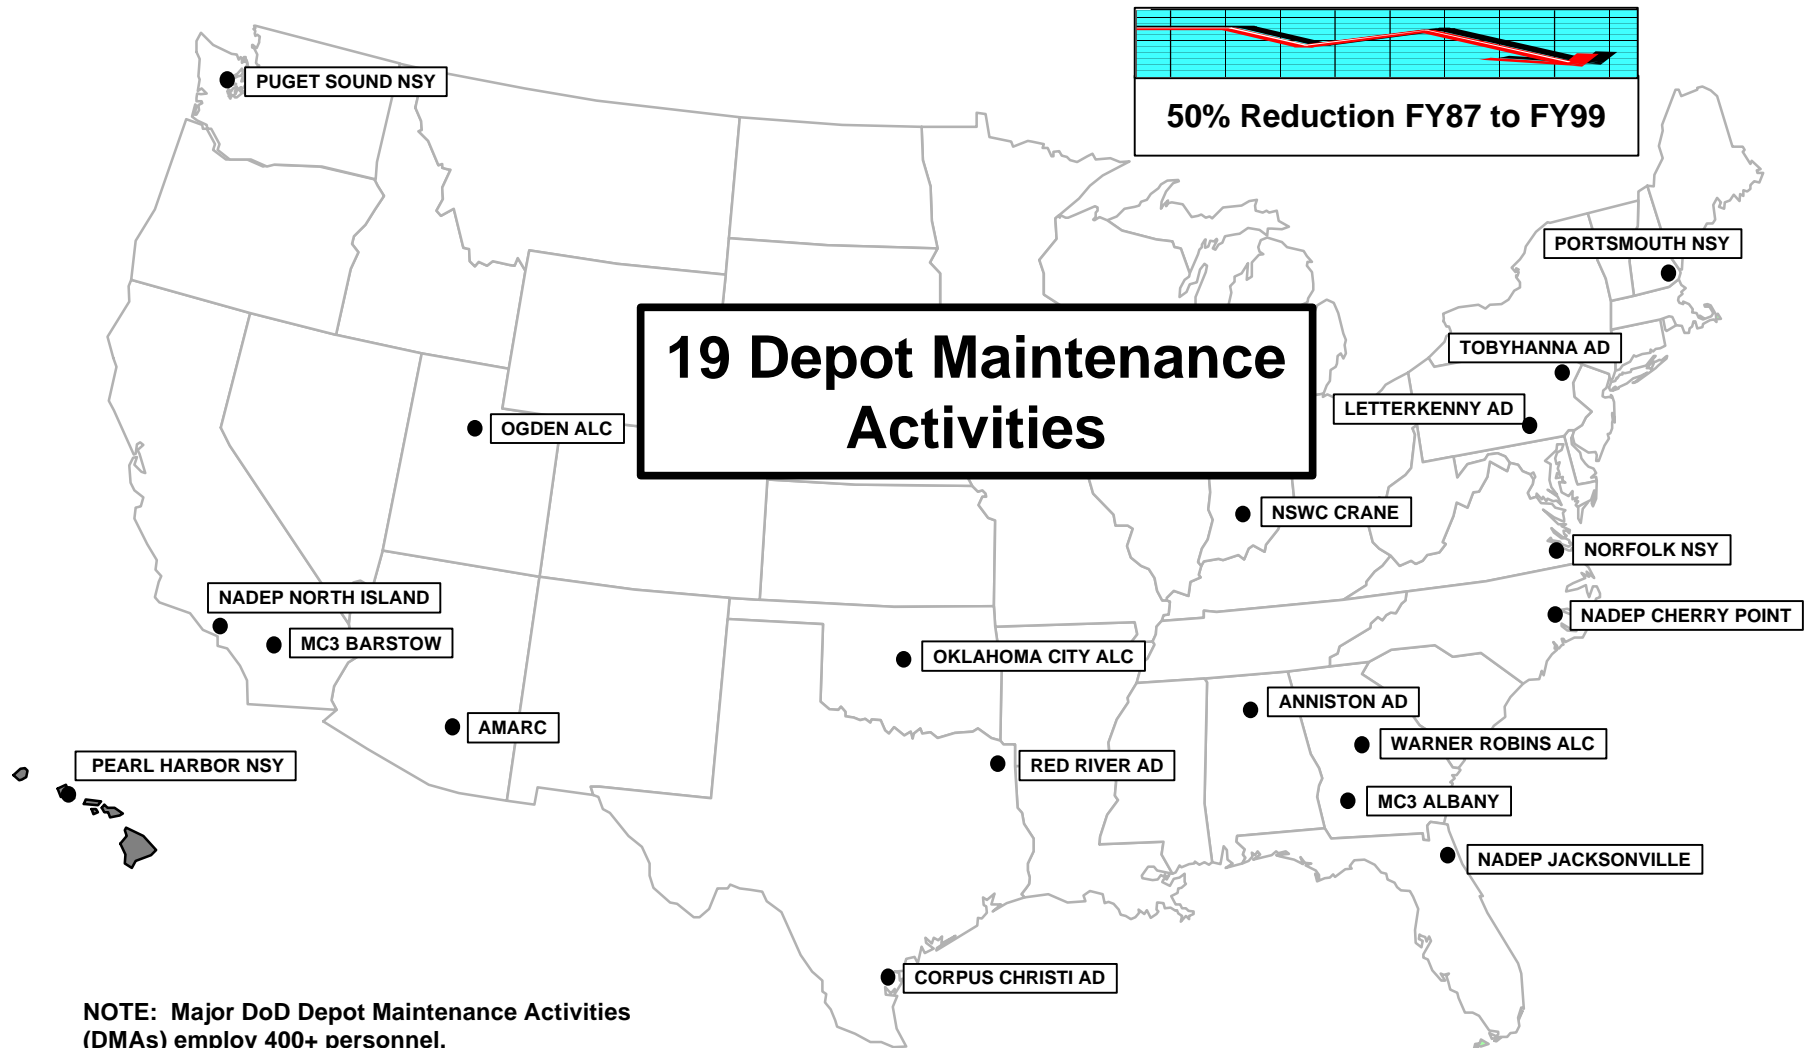 50% Reduction FY87 to FY99
PUGET SOUND NSY
PORTSMOUTH NSY
19 Depot Maintenance
Activities
TOBYHANNA AD
LETTERKENNY AD
OGDEN ALC
NSWC CRANE
NORFOLK NSY
NADEP NORTH ISLAND
NADEP CHERRY POINT
MC3 BARSTOW
OKLAHOMA CITY ALC
ANNISTON AD
AMARC
WARNER ROBINS ALC
PEARL HARBOR NSY
RED RIVER AD
MC3 ALBANY
NADEP JACKSONVILLE
CORPUS CHRISTI AD
NOTE: Major DoD Depot Maintenance Activities
(DMAs) employ 400+ personnel.